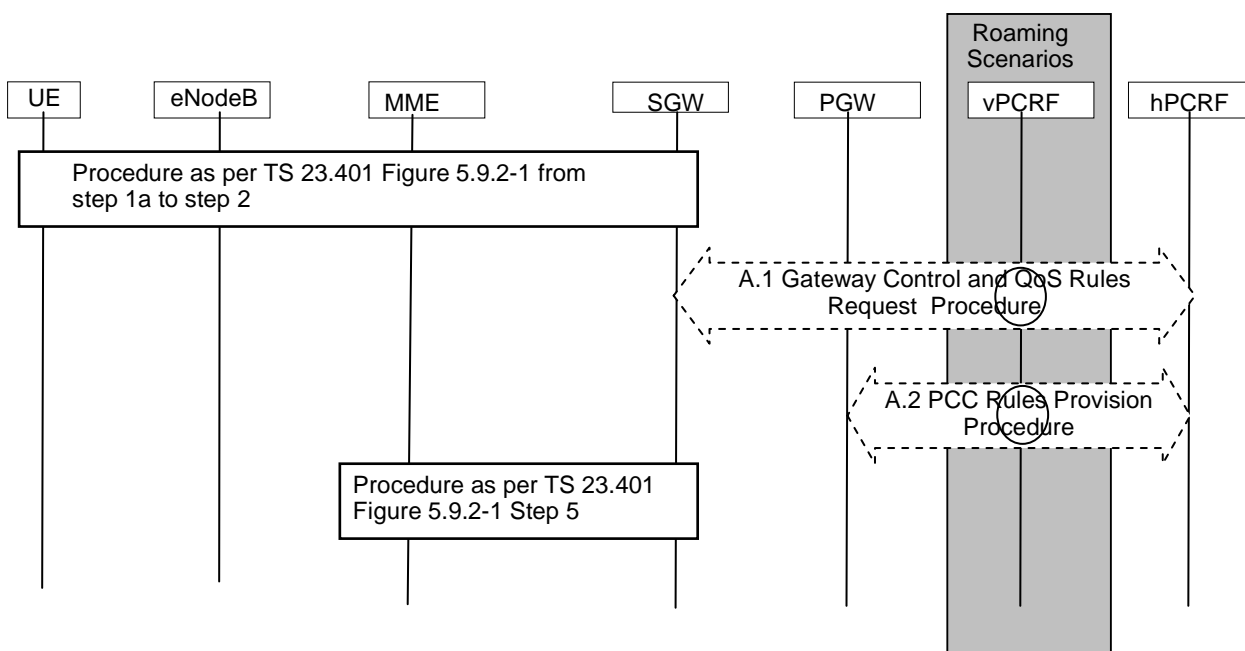 Roaming
Scenarios
UE
eNodeB
MME
SGW
PGW
vPCRF
hPCRF
Procedure as per TS 23.401 Figure 5.9.2-1 from
step 1a to step 2
A.1 Gateway Control and QoS Rules
Request Procedure
A.2 PCC Rules Provision
Procedure
Procedure as per TS 23.401
Figure 5.9.2-1 Step 5